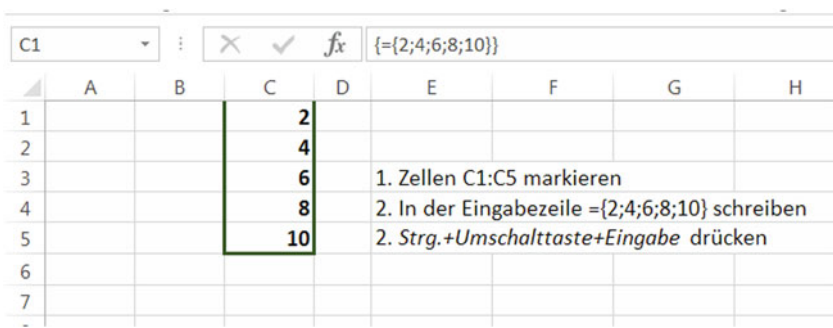 C1 fx {={2;4;6;8;10}}
A B C D E F G H
1 2
2 4
3 6 1. Zellen C1:C5 markieren
4 8 2. In der Eingabezeile ={2;4;6;8;10} schreiben
5 10 2. Strg.+Umschalttaste+Eingabe drücken
6
7